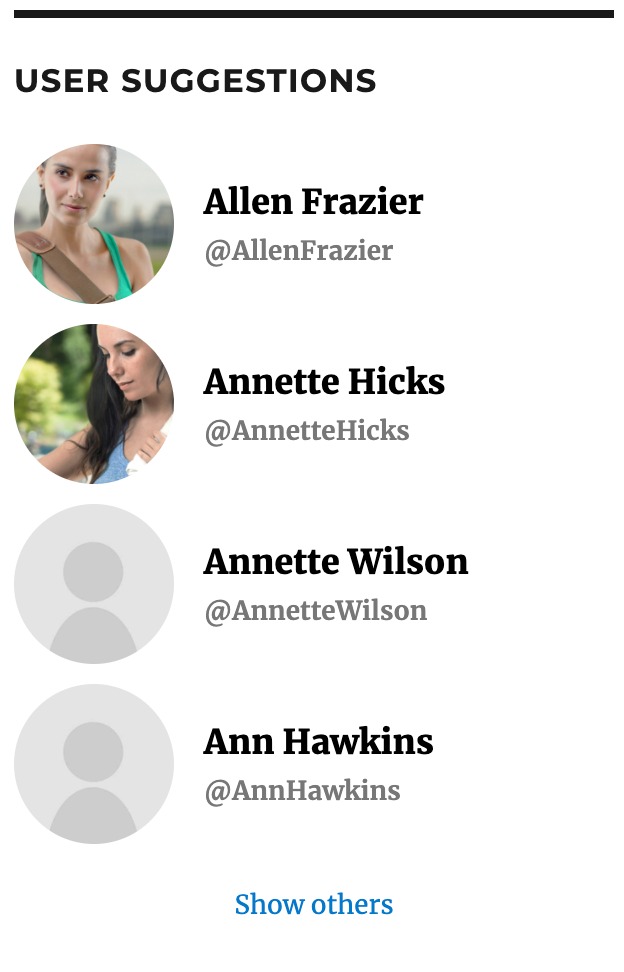 USER SUGGESTIONS
Allen Frazier
@AllenFrazier
Annette Hicks
@AnnetteHicks
Annette Wilson
@AnnetteWilson
Ann Hawkins
@AnnHawkins
Show others